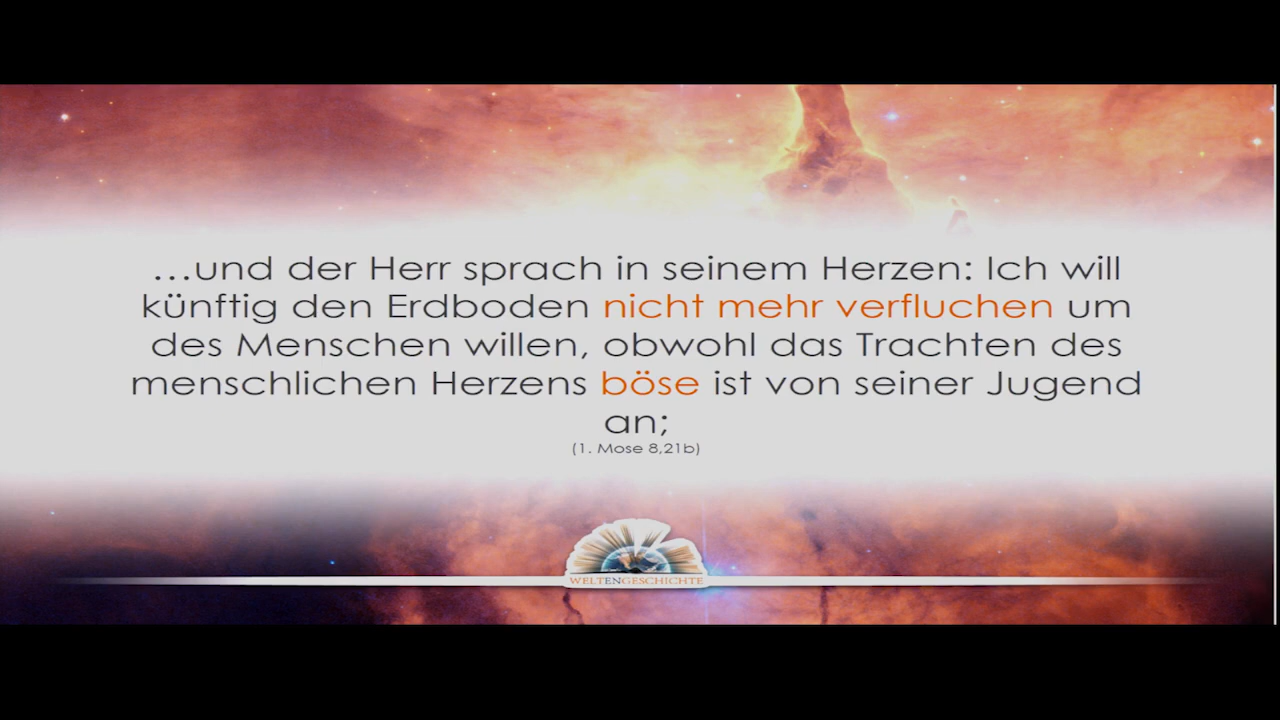 ...und der Herr sprach in seinem Herzen: Ich will
künftig den Erdboden nicht mehr verfluchen um
des Menschen willen, obwohl das Trachten des
menschlichen Herzens böse ist von seiner Jugend
an;
(1. Mose 8,21b)
WELTENGESCHICHTE